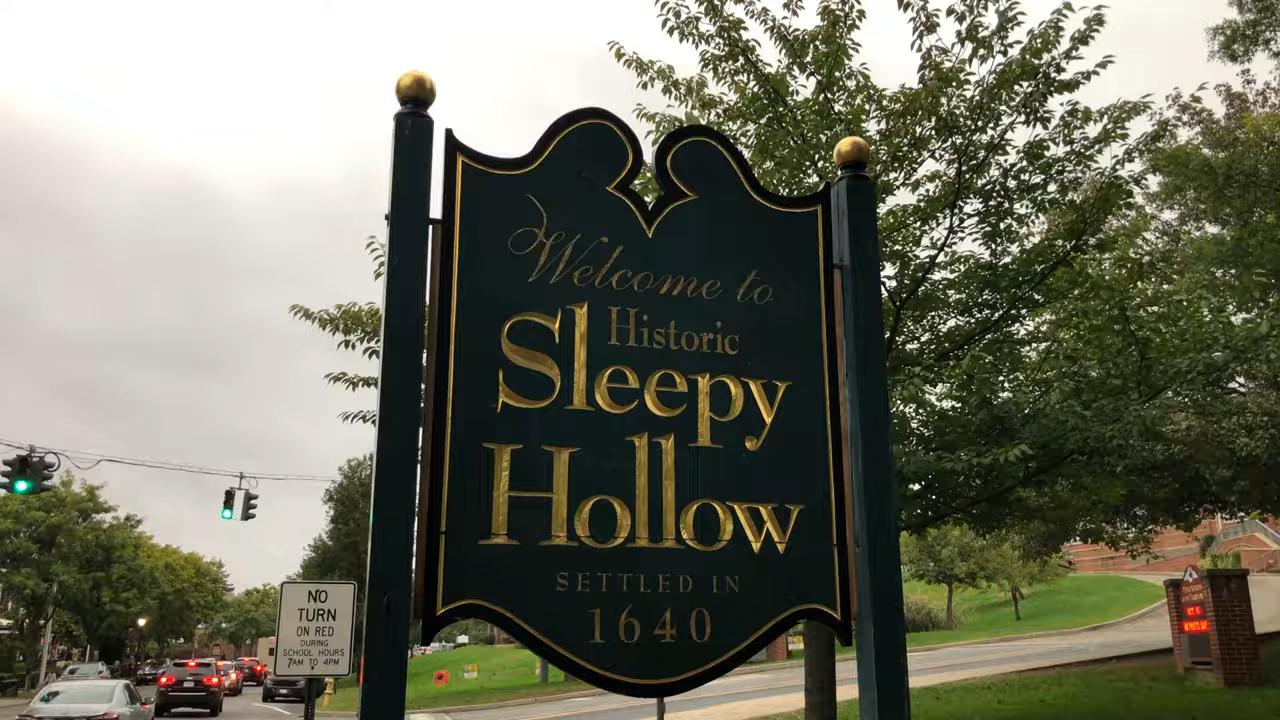 Welcome to
Historic
Sleepy
Hollow
SETTLED IN
1640
NO
TURN
ON RED
DURING
SCHOOL HOURS
7AM TO 4PM